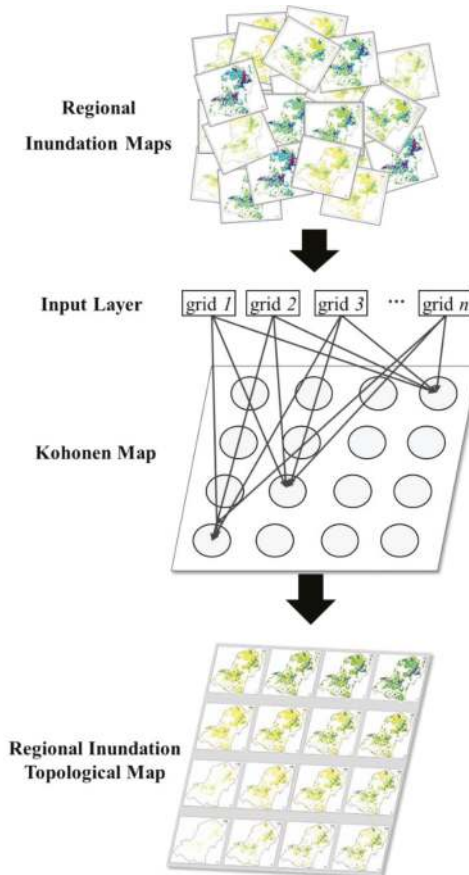 Regional
Inundation Maps
Input Layer grid 1 grid 2 grid 3 ... grid n
Kohonen Map
Regional Inundation
Topological Map